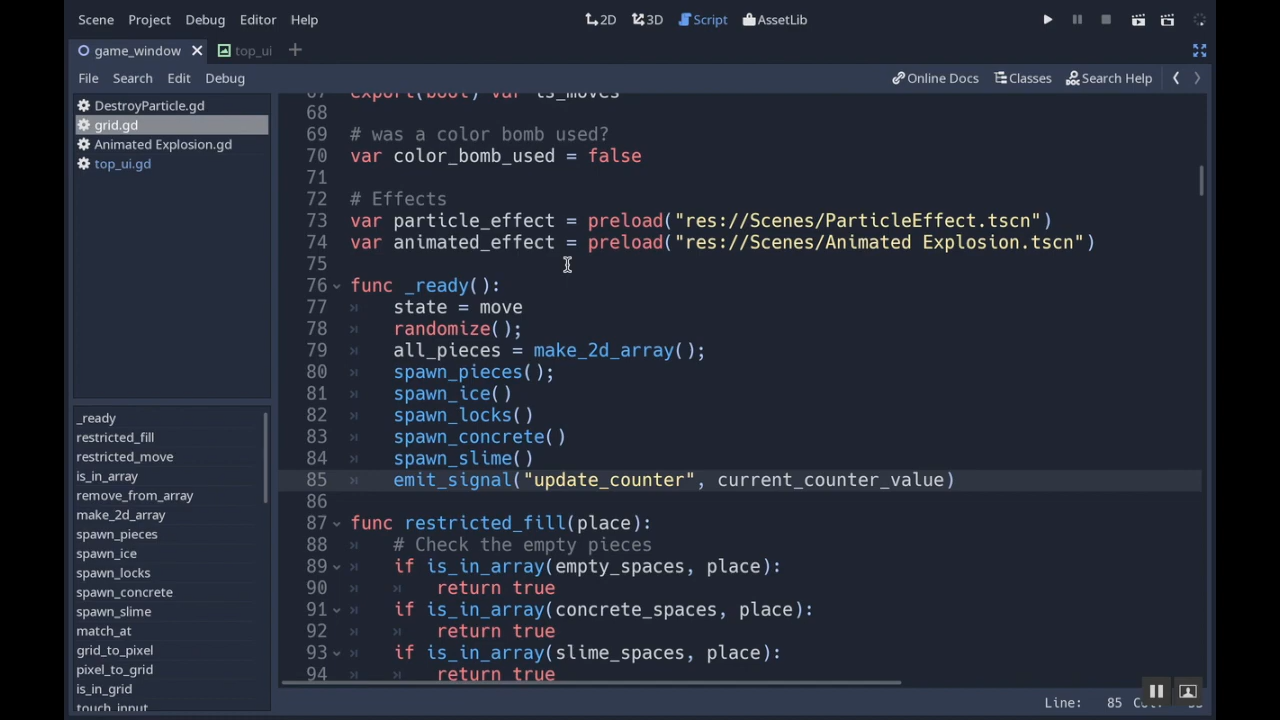 Scene Project Debug Editor Help 2D 3D Script AssetLib
game_window top_ui
File Search Edit Debug Online Docs Classes Search Help
DestroyParticle.gd
grid.gd
Animated Explosion.gd
top_ui.gd
_ready
restricted_fill
restricted_move
is_in_array
remove_from_array
make_2d_array
spawn_pieces
spawn_ice
spawn_locks
spawn_concrete
spawn_slime
match_at
grid_to_pixel
pixel_to_grid
is_in_grid
touch_input
67 export(bool) var is_moves
68
69 # was a color bomb used?
70 var color_bomb_used = false
71
72 # Effects
73 var particle_effect = preload("res://Scenes/ParticleEffect.tscn")
74 var animated_effect = preload("res://Scenes/Animated Explosion.tscn")
75
76 func _ready():
77 state = move
78 randomize();
79 all_pieces = make_2d_array();
80 spawn_pieces();
81 spawn_ice()
82 spawn_locks()
83 spawn_concrete()
84 spawn_slime()
85 emit_signal("update_counter", current_counter_value)
86
87 func restricted_fill(place):
88 # Check the empty pieces
89 if is_in_array(empty_spaces, place):
90 return true
91 if is_in_array(concrete_spaces, place):
92 return true
93 if is_in_array(slime_spaces, place):
94 return true
Line: 85